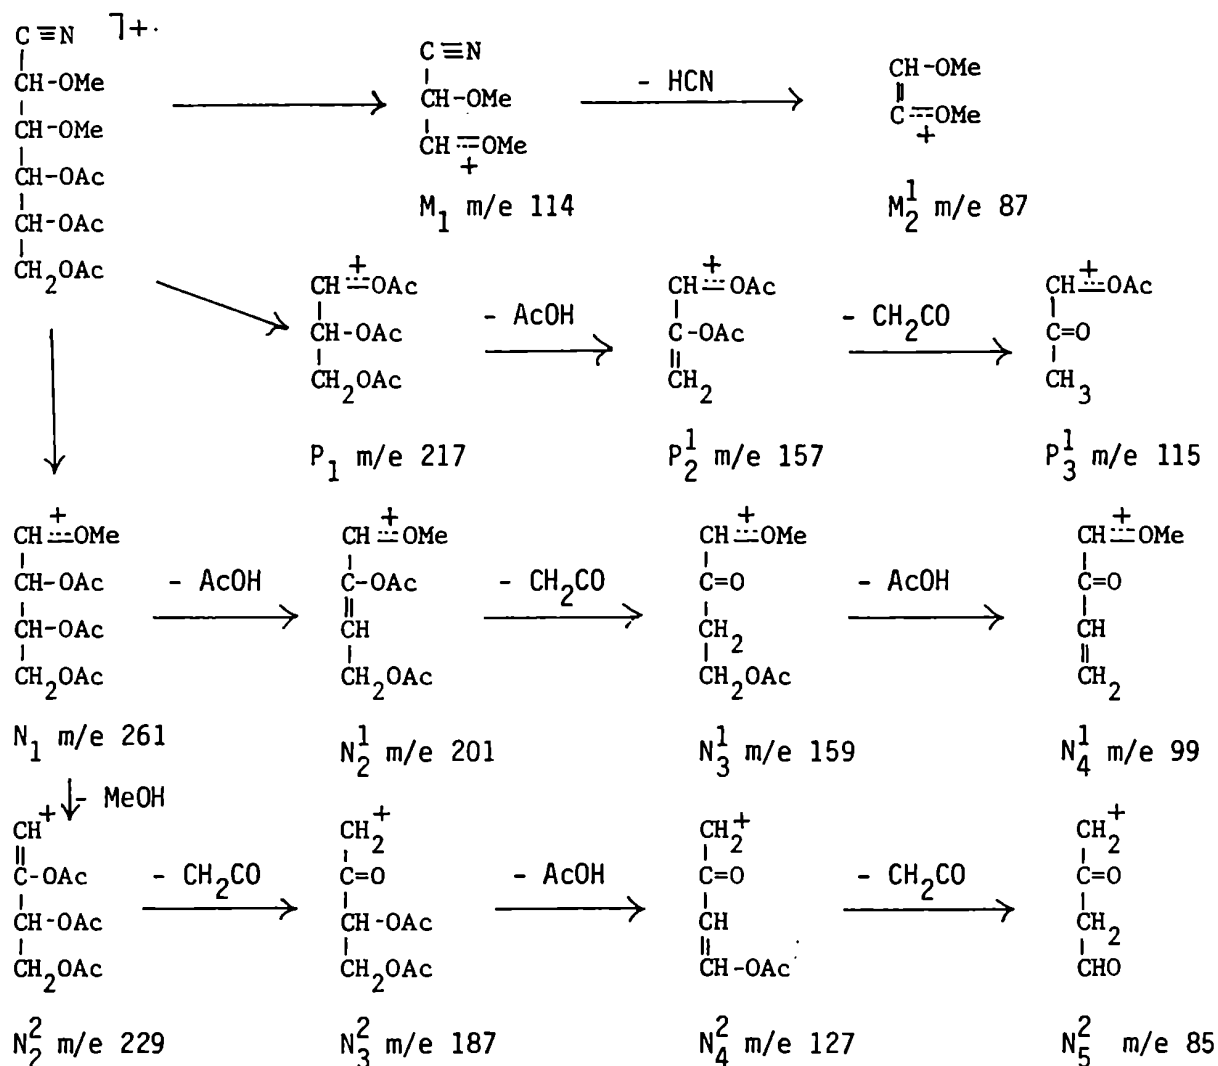 C≡N ⁊+·
CH-OMe
CH-OMe
CH-OAc
CH-OAc
CH2OAc
C≡N
CH-OMe
CH=OMe
+
M1 m/e 114
- HCN
CH-OMe
C=OMe
+
M2^1 m/e 87
+
CH=OAc
CH-OAc
CH2OAc
P1 m/e 217
- AcOH
+
CH=OAc
C-OAc
CH2
P2^1 m/e 157
- CH2CO
+
CH=OAc
C=O
CH3
P3^1 m/e 115
+
CH=OMe
CH-OAc
CH-OAc
CH2OAc
N1 m/e 261
- AcOH
+
CH=OMe
C-OAc
CH
CH2OAc
N2^1 m/e 201
- CH2CO
+
CH=OMe
C=O
CH2
CH2OAc
N3^1 m/e 159
- AcOH
+
CH=OMe
C=O
CH
CH2
N4^1 m/e 99
- MeOH
CH+
C-OAc
CH-OAc
CH2OAc
N2^2 m/e 229
- CH2CO
CH2+
C=O
CH-OAc
CH2OAc
N3^2 m/e 187
- AcOH
CH2+
C=O
CH
CH-OAc
N4^2 m/e 127
- CH2CO
CH2+
C=O
CH2
CHO
N5^2 m/e 85